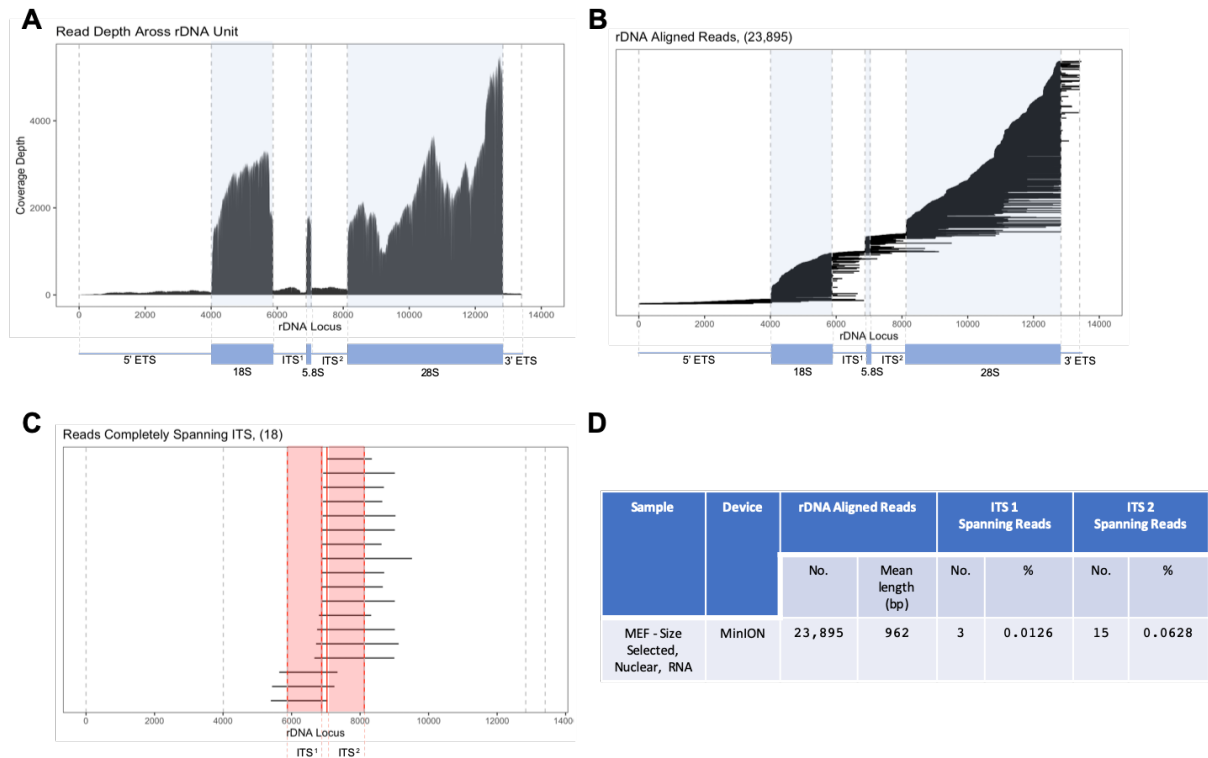 A
Read Depth Aross rDNA Unit
Coverage Depth
4000
2000
0
0 2000 4000 6000 8000 10000 12000 14000
rDNA Locus
5' ETS 18S ITS¹ 5.8S ITS² 28S 3' ETS
B
rDNA Aligned Reads, (23,895)
0 2000 4000 6000 8000 10000 12000 14000
rDNA Locus
5' ETS 18S ITS¹ 5.8S ITS² 28S 3' ETS
C
Reads Completely Spanning ITS, (18)
0 2000 4000 6000 8000 10000 12000 1400
rDNA Locus
ITS¹ ITS²
D
Sample Device rDNA Aligned Reads ITS 1 Spanning Reads ITS 2 Spanning Reads
No. Mean length (bp) No. % No. %
MEF - Size Selected, Nuclear, RNA MinION 23,895 962 3 0.0126 15 0.0628